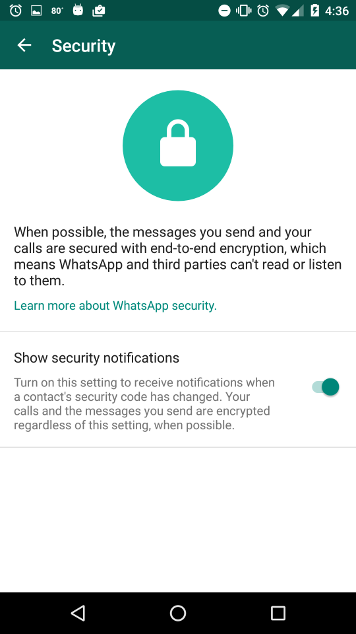 80°
4:36
Security
When possible, the messages you send and your
calls are secured with end-to-end encryption, which
means WhatsApp and third parties can't read or listen
to them.
Learn more about WhatsApp security.
Show security notifications
Turn on this setting to receive notifications when
a contact's security code has changed. Your
calls and the messages you send are encrypted
regardless of this setting, when possible.